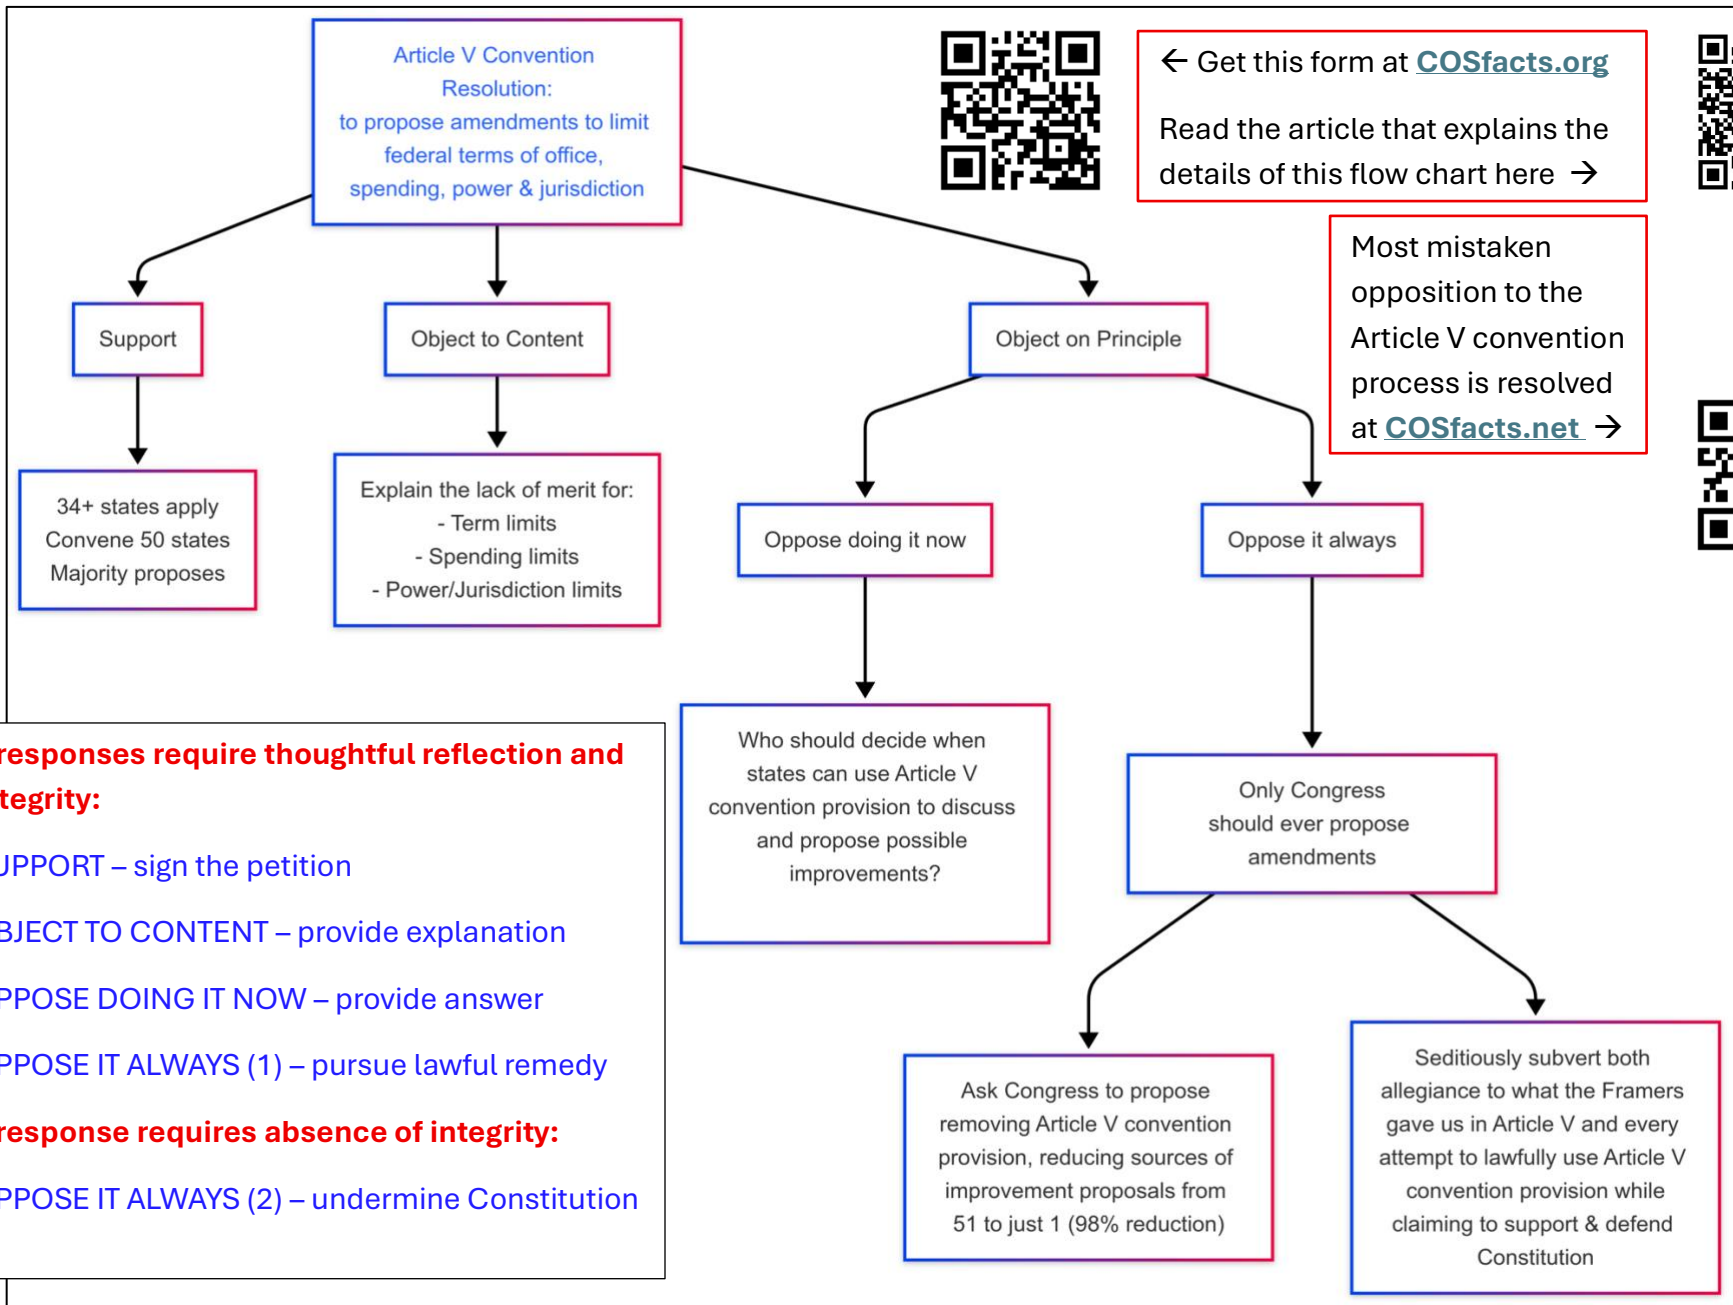 Article V Convention
Resolution:
to propose amendments to limit
federal terms of office,
spending, power & jurisdiction
← Get this form at COSfacts.org
Read the article that explains the
details of this flow chart here →
Most mistaken
opposition to the
Article V convention
process is resolved
at COSfacts.net →
Support
Object to Content
Object on Principle
34+ states apply
Convene 50 states
Majority proposes
Explain the lack of merit for:
- Term limits
- Spending limits
- Power/Jurisdiction limits
Oppose doing it now
Oppose it always
Who should decide when
states can use Article V
convention provision to discuss
and propose possible
improvements?
Only Congress
should ever propose
amendments
Ask Congress to propose
removing Article V convention
provision, reducing sources of
improvement proposals from
51 to just 1 (98% reduction)
Seditiously subvert both
allegiance to what the Framers
gave us in Article V and every
attempt to lawfully use Article V
convention provision while
claiming to support & defend
Constitution
responses require thoughtful reflection and
tegrity:
UPPORT – sign the petition
BJECT TO CONTENT – provide explanation
PPOSE DOING IT NOW – provide answer
PPOSE IT ALWAYS (1) – pursue lawful remedy
response requires absence of integrity:
PPOSE IT ALWAYS (2) – undermine Constitution